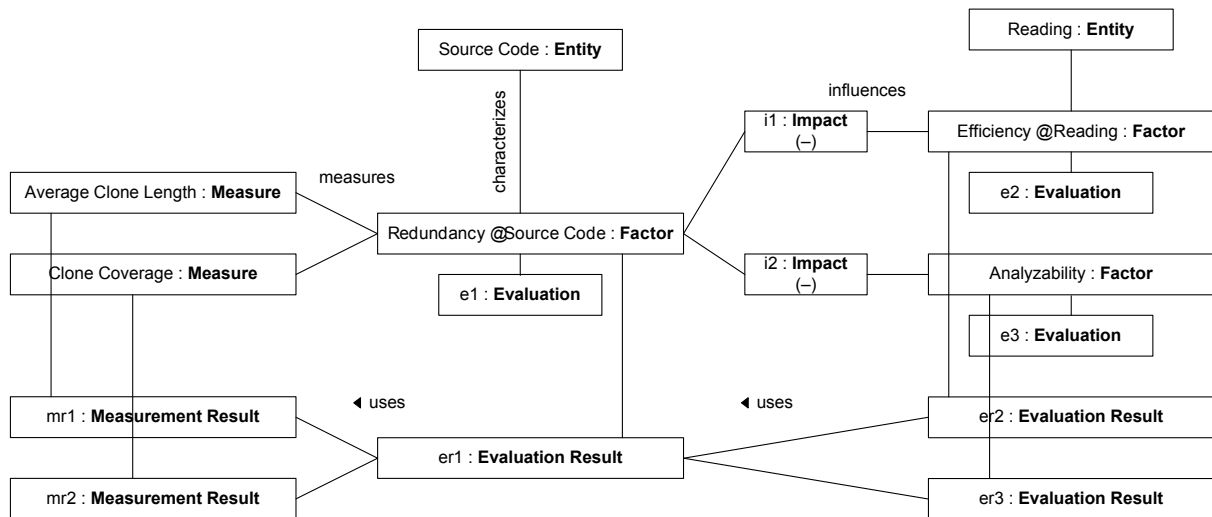 Reading : Entity
Source Code : Entity
influences
i1 : Impact
(–)
Efficiency @Reading : Factor
characterizes
measures
Average Clone Length : Measure
e2 : Evaluation
Redundancy @Source Code : Factor
Clone Coverage : Measure
i2 : Impact
(–)
Analyzability : Factor
e1 : Evaluation
e3 : Evaluation
◄ uses
◄ uses
mr1 : Measurement Result
er2 : Evaluation Result
er1 : Evaluation Result
mr2 : Measurement Result
er3 : Evaluation Result